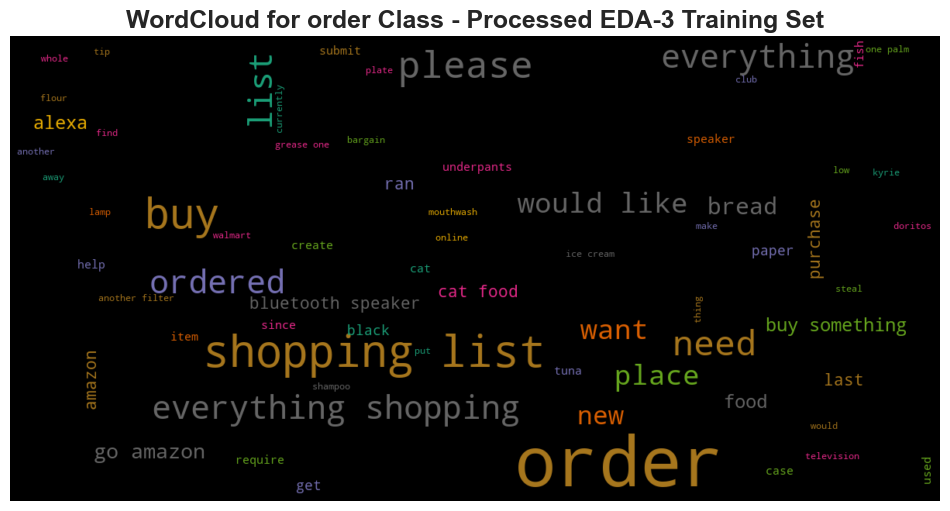 WordCloud for order Class - Processed EDA-3 Training Set
whole
tip
submit
please
everything
fish
one palm
plate
list
currently
club
flour
alexa
find
another
grease one
bargain
speaker
away
underpants
low
kyrie
ran
lamp
buy
mouthwash
would like
bread
purchase
walmart
make
doritos
online
create
paper
ice cream
help
ordered
cat
cat food
another filter
bluetooth speaker
steal
thing
since
black
item
want
need
buy something
shopping list
put
amazon
shampoo
tuna
place
last
everything shopping
new
food
would
go amazon
require
order
television
case
used
get